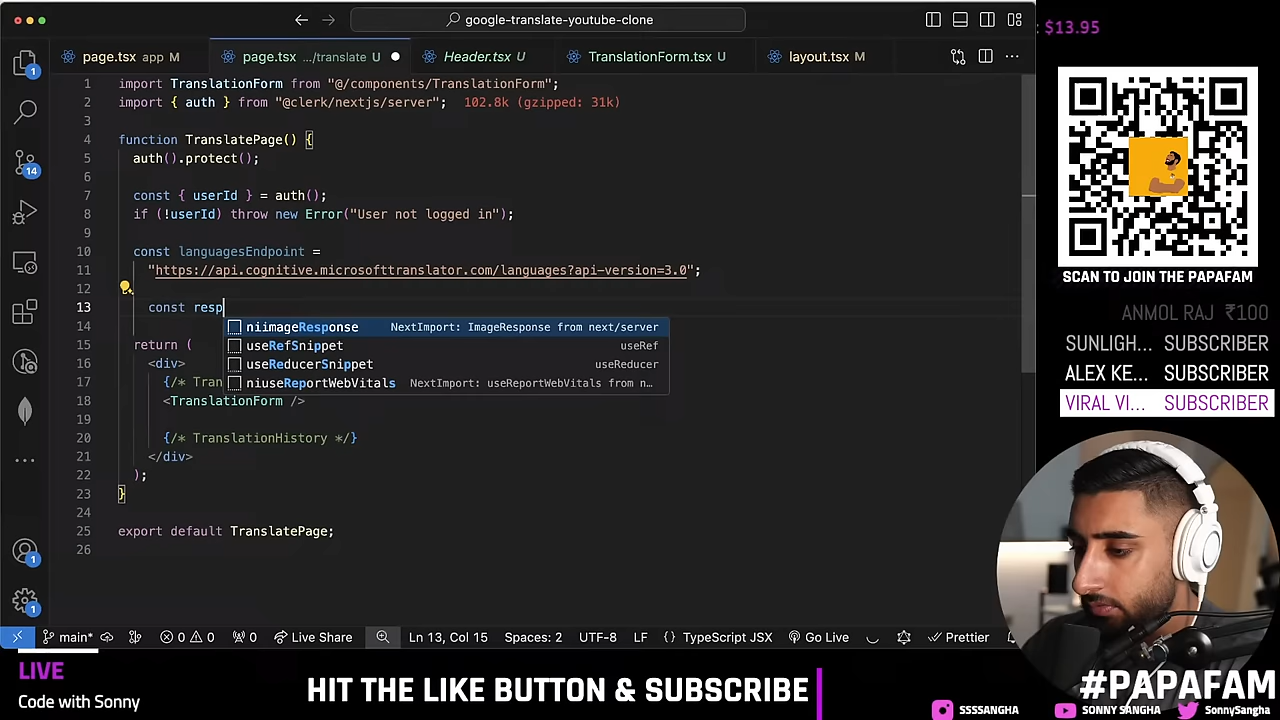 google-translate-youtube-clone
page.tsx app M
page.tsx .../translate U
Header.tsx U
TranslationForm.tsx U
layout.tsx M
1 import TranslationForm from "@/components/TranslationForm";
2 import { auth } from "@clerk/nextjs/server"; 102.8k (gzipped: 31k)
3
4 function TranslatePage() {
5 auth().protect();
6
7 const { userId } = auth();
8 if (!userId) throw new Error("User not logged in");
9
10 const languagesEndpoint =
11 "https://api.cognitive.microsofttranslator.com/languages?api-version=3.0";
12
13 const resp
niimageResponse NextImport: ImageResponse from next/server
useRefSnippet useRef
useReducerSnippet useReducer
niuseReportWebVitals NextImport: useReportWebVitals from n…
14
15 return (
16 <div>
17 {/* Tran
18 <TranslationForm />
19
20 {/* TranslationHistory */}
21 </div>
22 );
23 }
24
25 export default TranslatePage;
26
1
14
1
1
main* 0 0 0 Live Share Ln 13, Col 15 Spaces: 2 UTF-8 LF {} TypeScript JSX Go Live Prettier
: $13.95
SCAN TO JOIN THE PAPAFAM
ANMOL RAJ ₹100
SUNLIGH... SUBSCRIBER
ALEX KE... SUBSCRIBER
VIRAL VI... SUBSCRIBER
LIVE
Code with Sonny
HIT THE LIKE BUTTON & SUBSCRIBE
#PAPAFAM
SSSSANGHA SONNY SANGHA SonnySangha